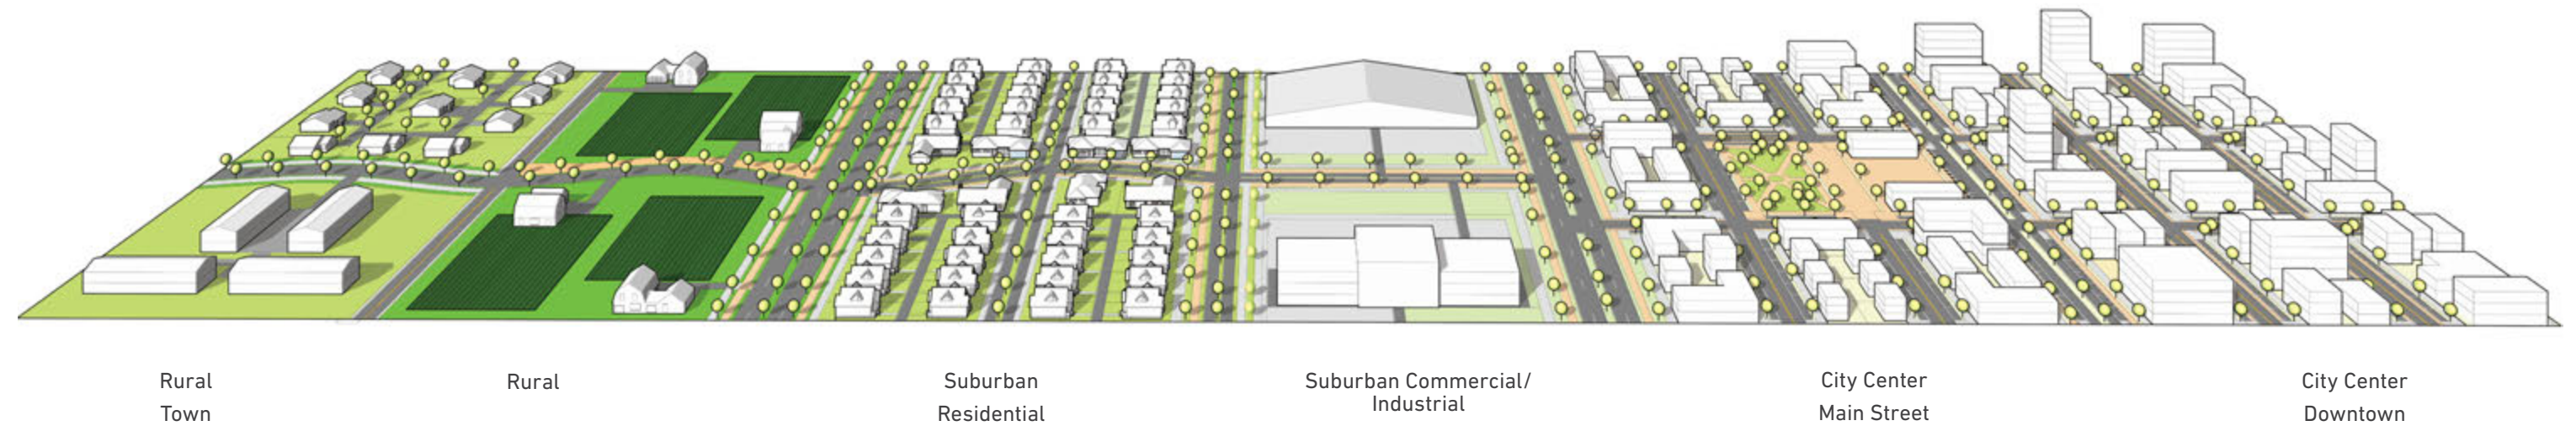 Rural
Town
Rural
Suburban
Residential
Suburban Commercial/
Industrial
City Center
Main Street
City Center
Downtown